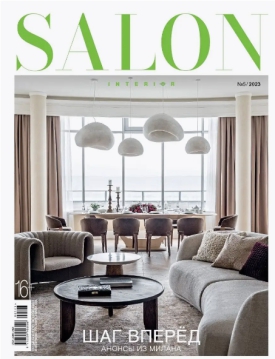 SALON
INTERIOR
№5/2023
16+
ШАГ ВПЕРЁД
АНОНСЫ ИЗ МИЛАНА